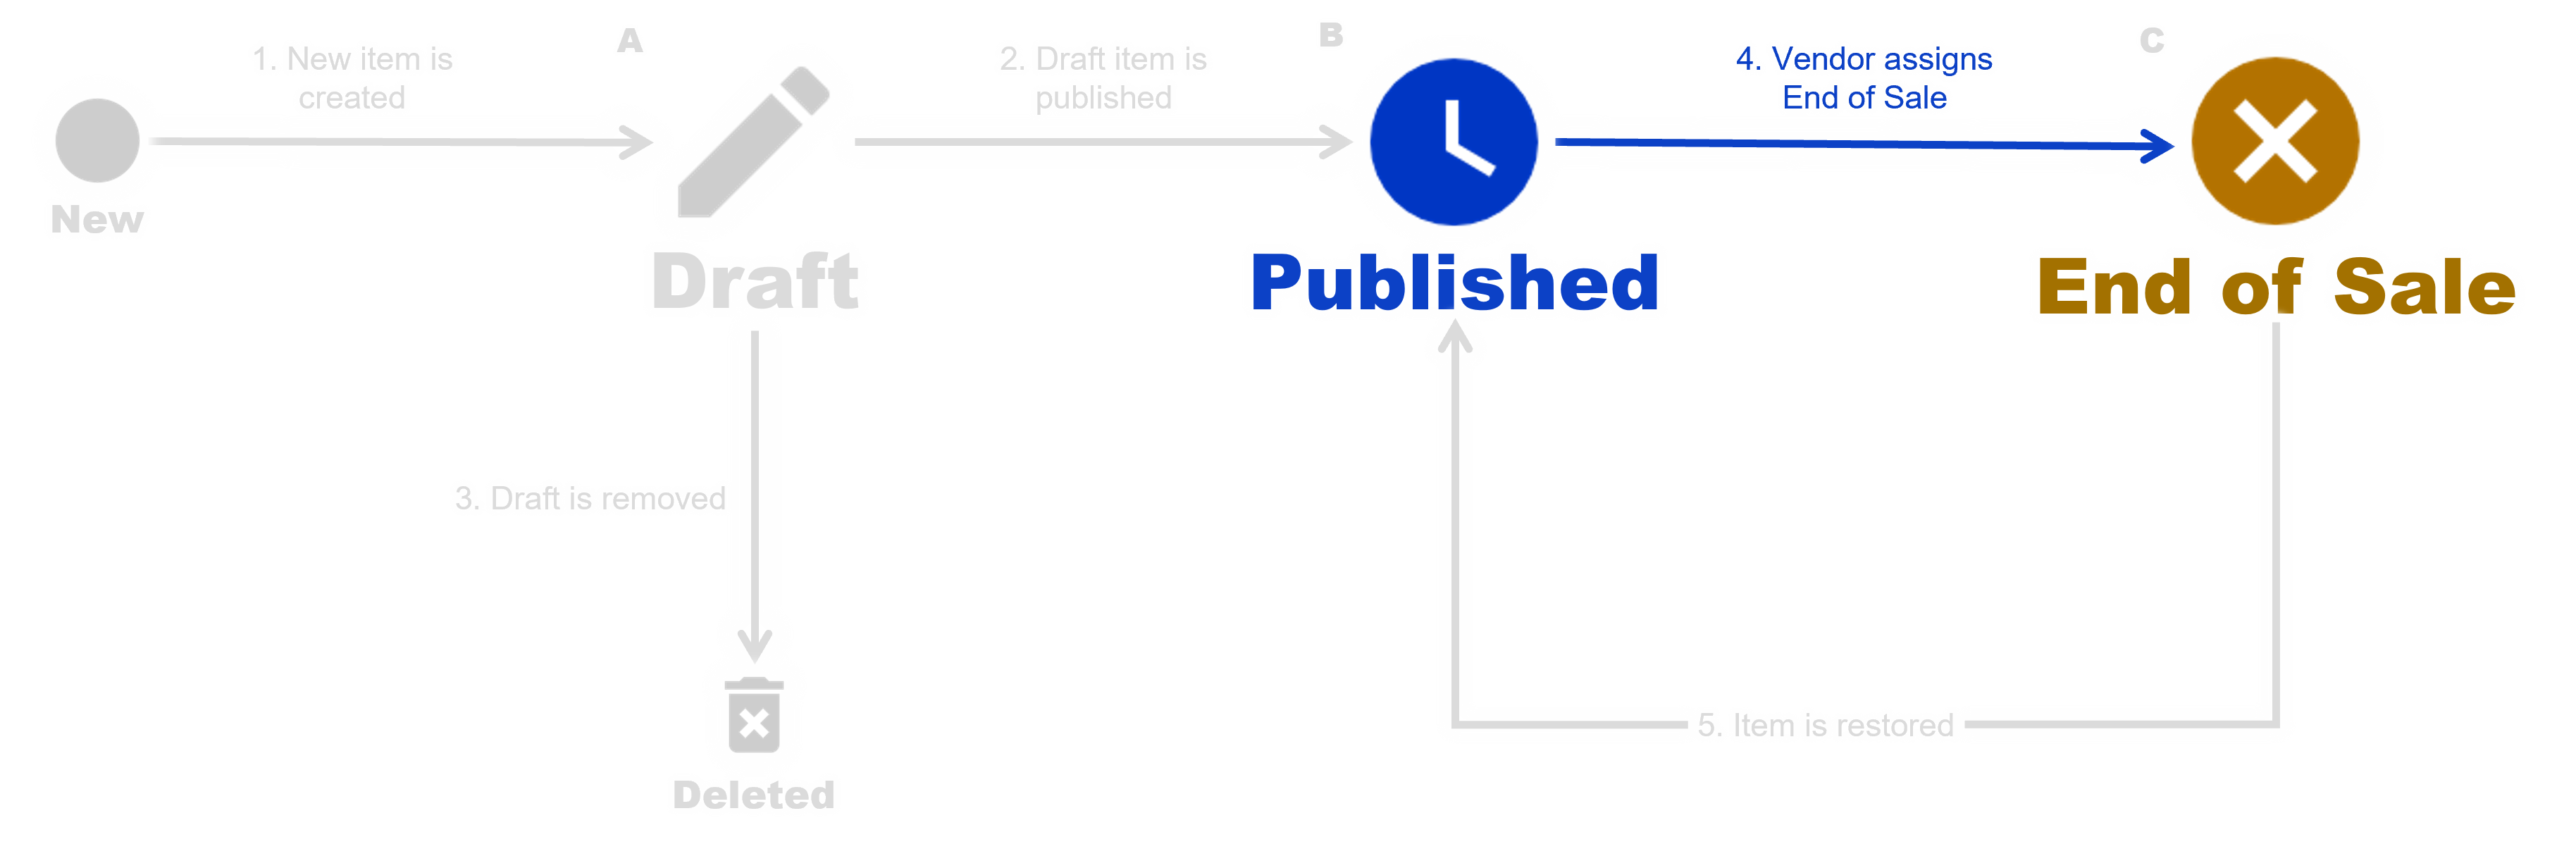 A
B
C
1. New item is
created
2. Draft item is
published
4. Vendor assigns
End of Sale
New
Draft
Published
End of Sale
3. Draft is removed
5. Item is restored
Deleted